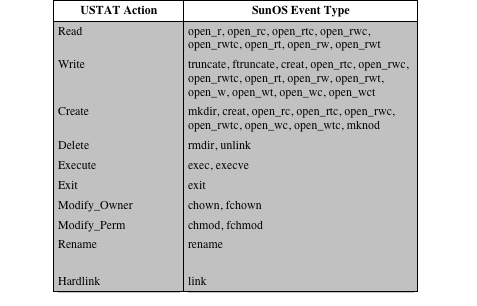 USTAT Action SunOS Event Type
Read open_r, open_rc, open_rtc, open_rwc,
open_rwtc, open_rt, open_rw, open_rwt
Write truncate, ftruncate, creat, open_rtc, open_rwc,
open_rwtc, open_rt, open_rw, open_rwt,
open_w, open_wt, open_wc, open_wct
Create mkdir, creat, open_rc, open_rtc, open_rwc,
open_rwtc, open_wc, open_wtc, mknod
Delete rmdir, unlink
Execute exec, execve
Exit exit
Modify_Owner chown, fchown
Modify_Perm chmod, fchmod
Rename rename
Hardlink link